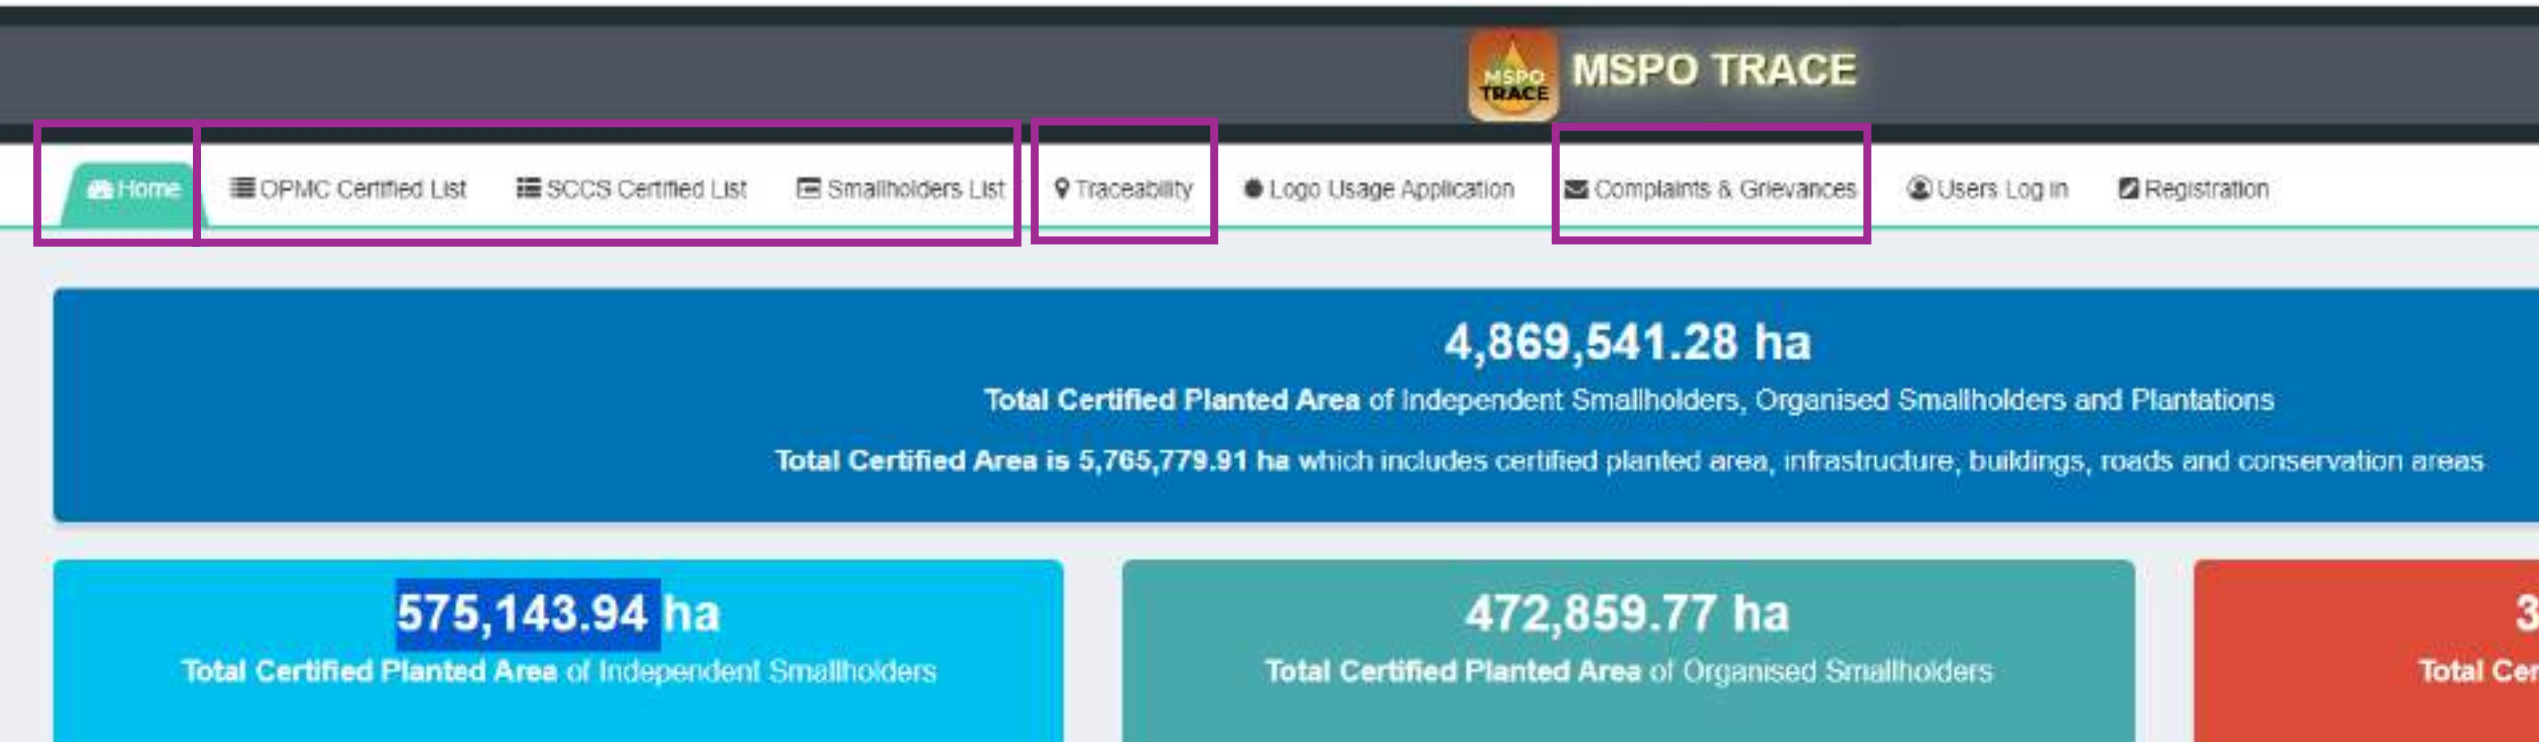 MSPO
TRACE
MSPO TRACE
Home
OPMC Certified List
SCCS Certified List
Smallholders List
Traceability
Logo Usage Application
Complaints & Grievances
Users Log in
Registration
4,869,541.28 ha
Total Certified Planted Area of Independent Smallholders, Organised Smallholders and Plantations
Total Certified Area is 5,765,779.91 ha which includes certified planted area, infrastructure, buildings, roads and conservation areas
575,143.94 ha
Total Certified Planted Area of Independent Smallholders
472,859.77 ha
Total Certified Planted Area of Organised Smallholders
3
Total Cer